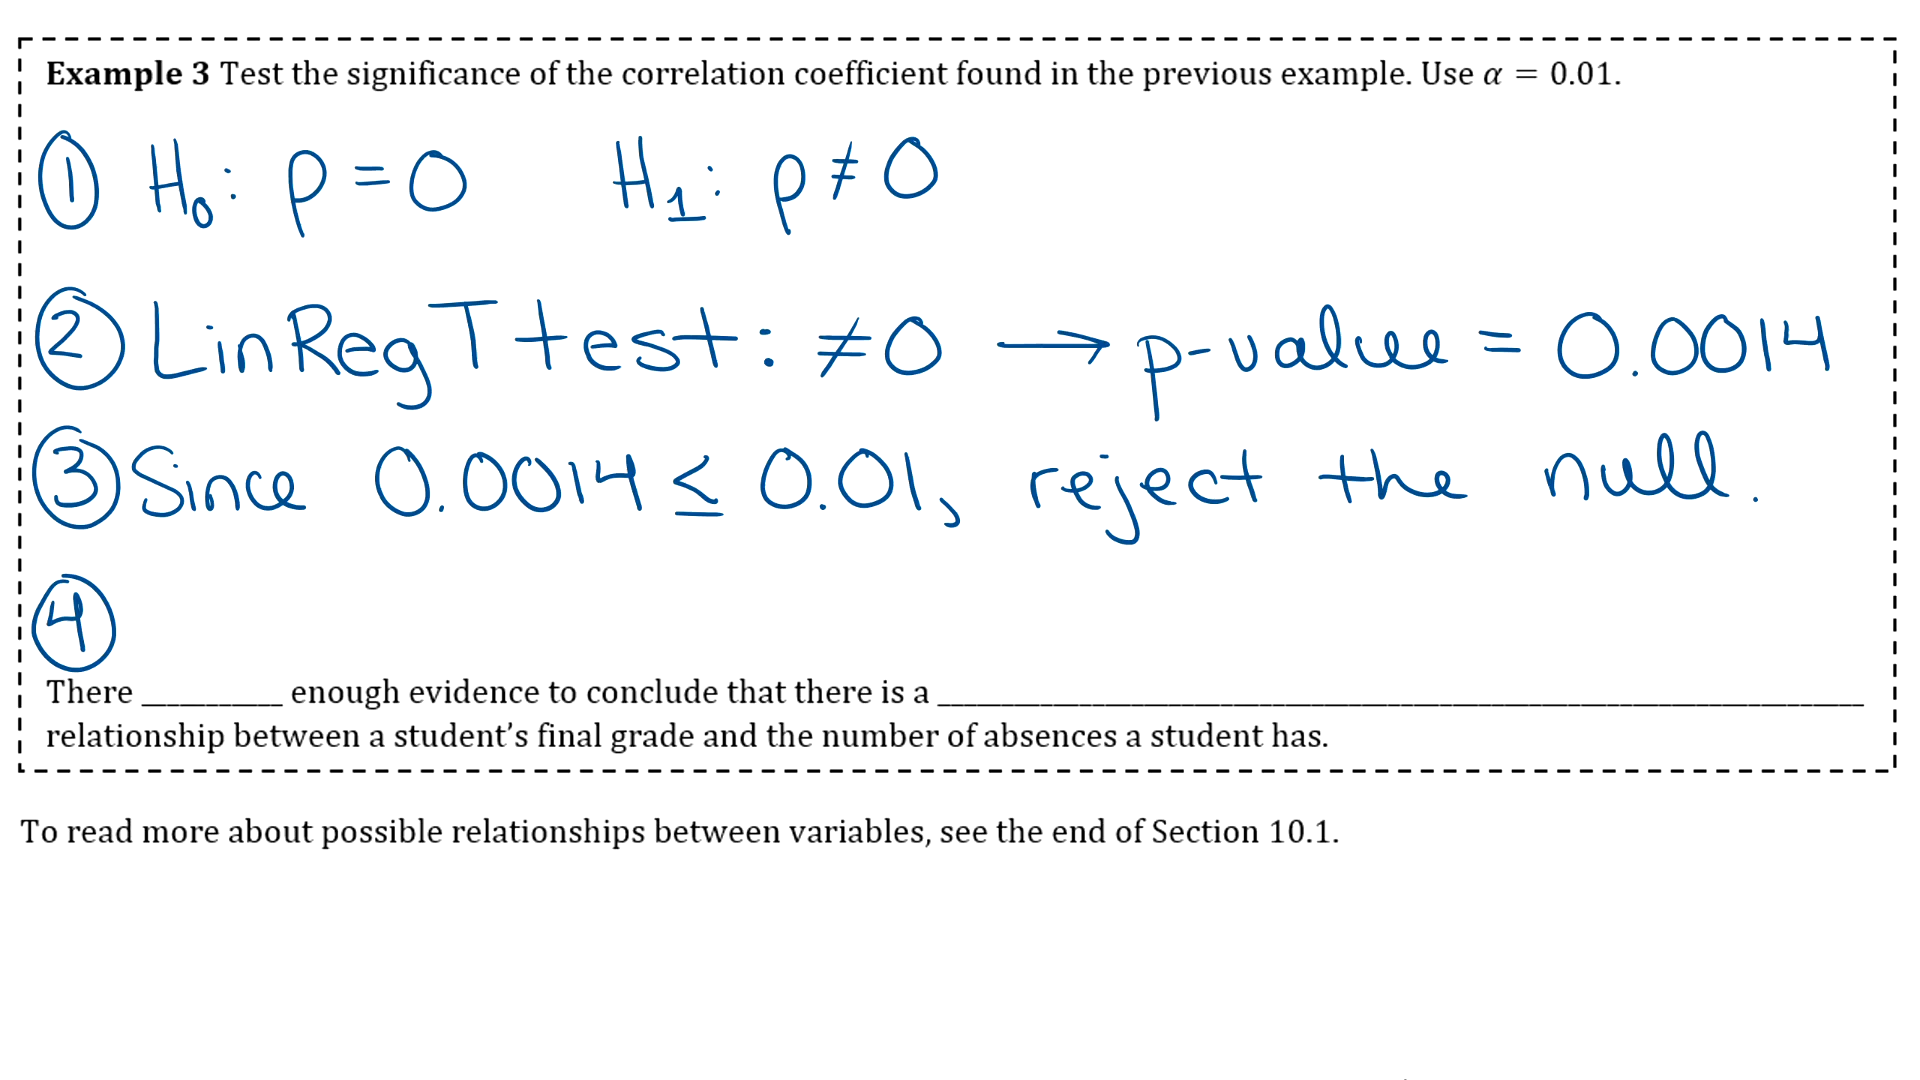 Example 3 Test the significance of the correlation coefficient found in the previous example. Use α = 0.01.
① H₀: ρ = 0 H₁: ρ ≠ 0
② LinRegTTest: ≠0 → p-value = 0.0014
③ Since 0.0014 ≤ 0.01, reject the null.
④
There __________ enough evidence to conclude that there is a __________________________________________________________________
relationship between a student's final grade and the number of absences a student has.
To read more about possible relationships between variables, see the end of Section 10.1.